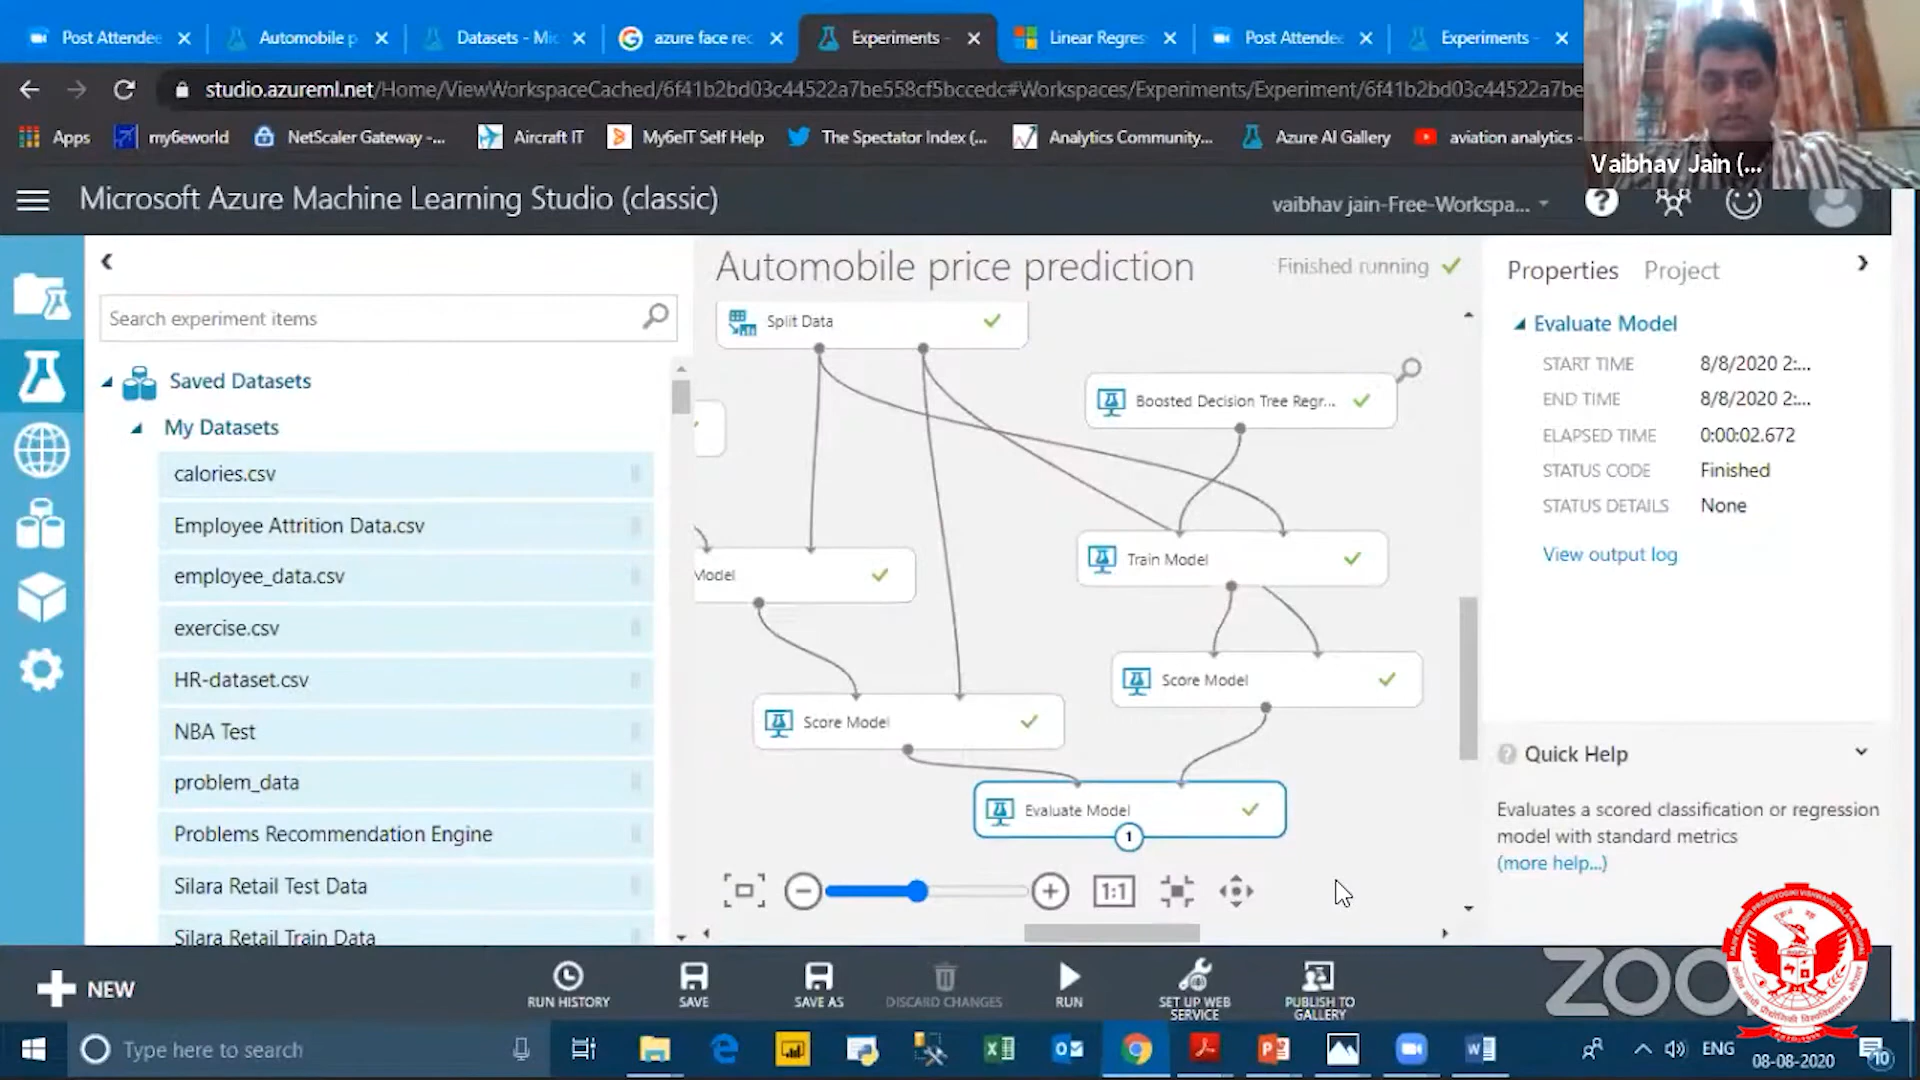 Post Attendee
Automobile p
Datasets - Mic
azure face rec
Experiments -
Linear Regres
Post Attende
Experiments -
studio.azureml.net/Home/ViewWorkspaceCached/6f41b2bd03c44522a7be558cf5bccedc#Workspaces/Experiments/Experiment/6f41b2bd03c44522a7be
Apps
my6eworld
NetScaler Gateway -...
Aircraft IT
My6eIT Self Help
The Spectator Index (...
Analytics Community...
Azure AI Gallery
aviation analytics -
Vaibhav Jain (...
Microsoft Azure Machine Learning Studio (classic)
vaibhav jain-Free-Workspa...
?
Search experiment items
Saved Datasets
My Datasets
calories.csv
Employee Attrition Data.csv
employee_data.csv
exercise.csv
HR-dataset.csv
NBA Test
problem_data
Problems Recommendation Engine
Silara Retail Test Data
Silara Retail Train Data
Automobile price prediction
Finished running
Split Data
Boosted Decision Tree Regr...
Train Model
Model
Score Model
Score Model
Evaluate Model
1
1:1
Properties
Project
Evaluate Model
START TIME 8/8/2020 2:...
END TIME 8/8/2020 2:...
ELAPSED TIME 0:00:02.672
STATUS CODE Finished
STATUS DETAILS None
View output log
Quick Help
Evaluates a scored classification or regression
model with standard metrics
(more help...)
NEW
RUN HISTORY
SAVE
SAVE AS
DISCARD CHANGES
RUN
SET UP WEB
SERVICE
PUBLISH TO
GALLERY
ZOO
Type here to search
ENG
08-08-2020
10